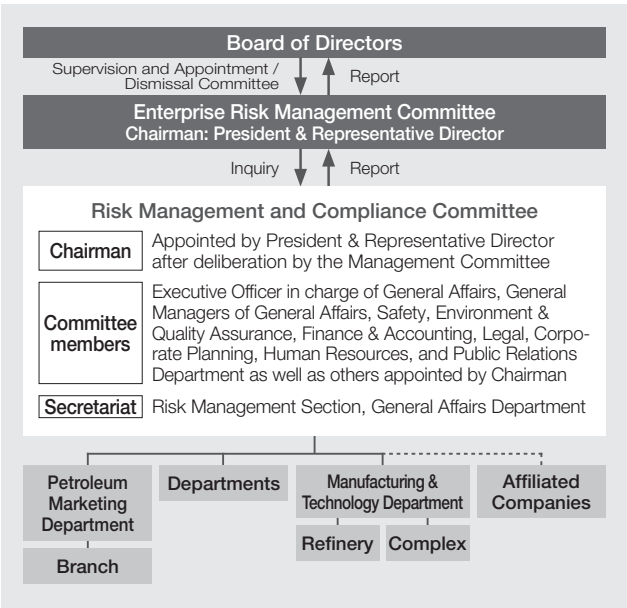 Board of Directors
Supervision and Appointment /
Dismissal Committee
Report
Enterprise Risk Management Committee
Chairman: President & Representative Director
Inquiry
Report
Risk Management and Compliance Committee
Chairman
Appointed by President & Representative Director
after deliberation by the Management Committee
Committee
members
Executive Officer in charge of General Affairs, General
Managers of General Affairs, Safety, Environment &
Quality Assurance, Finance & Accounting, Legal, Corpo-
rate Planning, Human Resources, and Public Relations
Department as well as others appointed by Chairman
Secretariat
Risk Management Section, General Affairs Department
Petroleum
Marketing
Department
Branch
Departments
Manufacturing &
Technology Department
Refinery
Complex
Affiliated
Companies